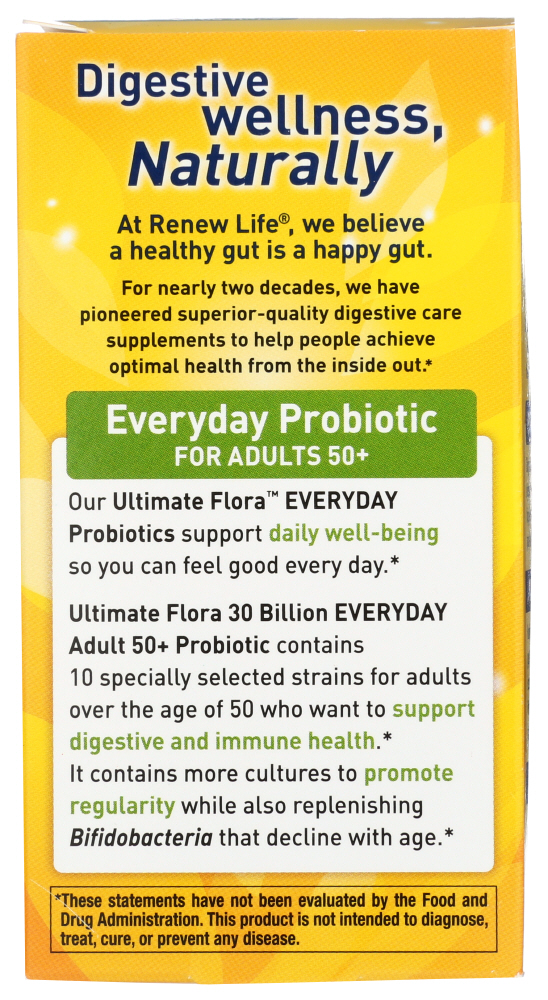 Digestive
wellness,
Naturally
At Renew Life®, we believe
a healthy gut is a happy gut.
For nearly two decades, we have
pioneered superior-quality digestive care
supplements to help people achieve
optimal health from the inside out.*
Everyday Probiotic
FOR ADULTS 50+
Our Ultimate Flora™ EVERYDAY
Probiotics support daily well-being
so you can feel good every day.*
Ultimate Flora 30 Billion EVERYDAY
Adult 50+ Probiotic contains
10 specially selected strains for adults
over the age of 50 who want to support
digestive and immune health.*
It contains more cultures to promote
regularity while also replenishing
Bifidobacteria that decline with age.*
*These statements have not been evaluated by the Food and
Drug Administration. This product is not intended to diagnose,
treat, cure, or prevent any disease.